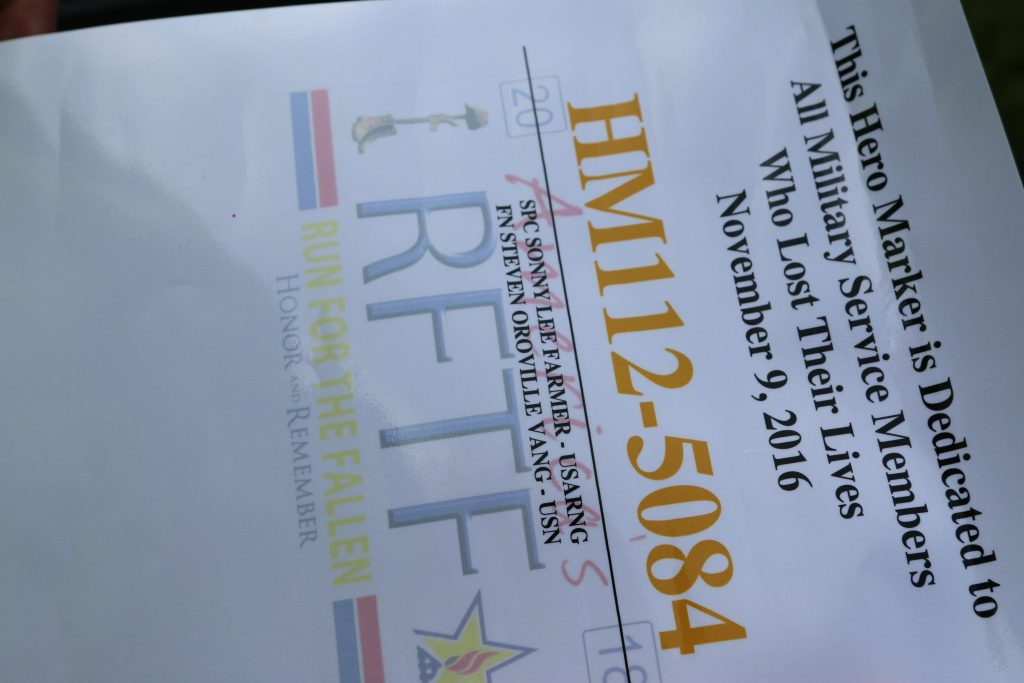 This Hero Marker is Dedicated to
All Military Service Members
Who Lost Their Lives
November 9, 2016
HM112-5084
20 America's 18
SPC SONNY LEE FARMER - USARNG
FN STEVEN OROVILLE VANG - USN
RFTF
RUN FOR THE FALLEN
HONOR AND REMEMBER